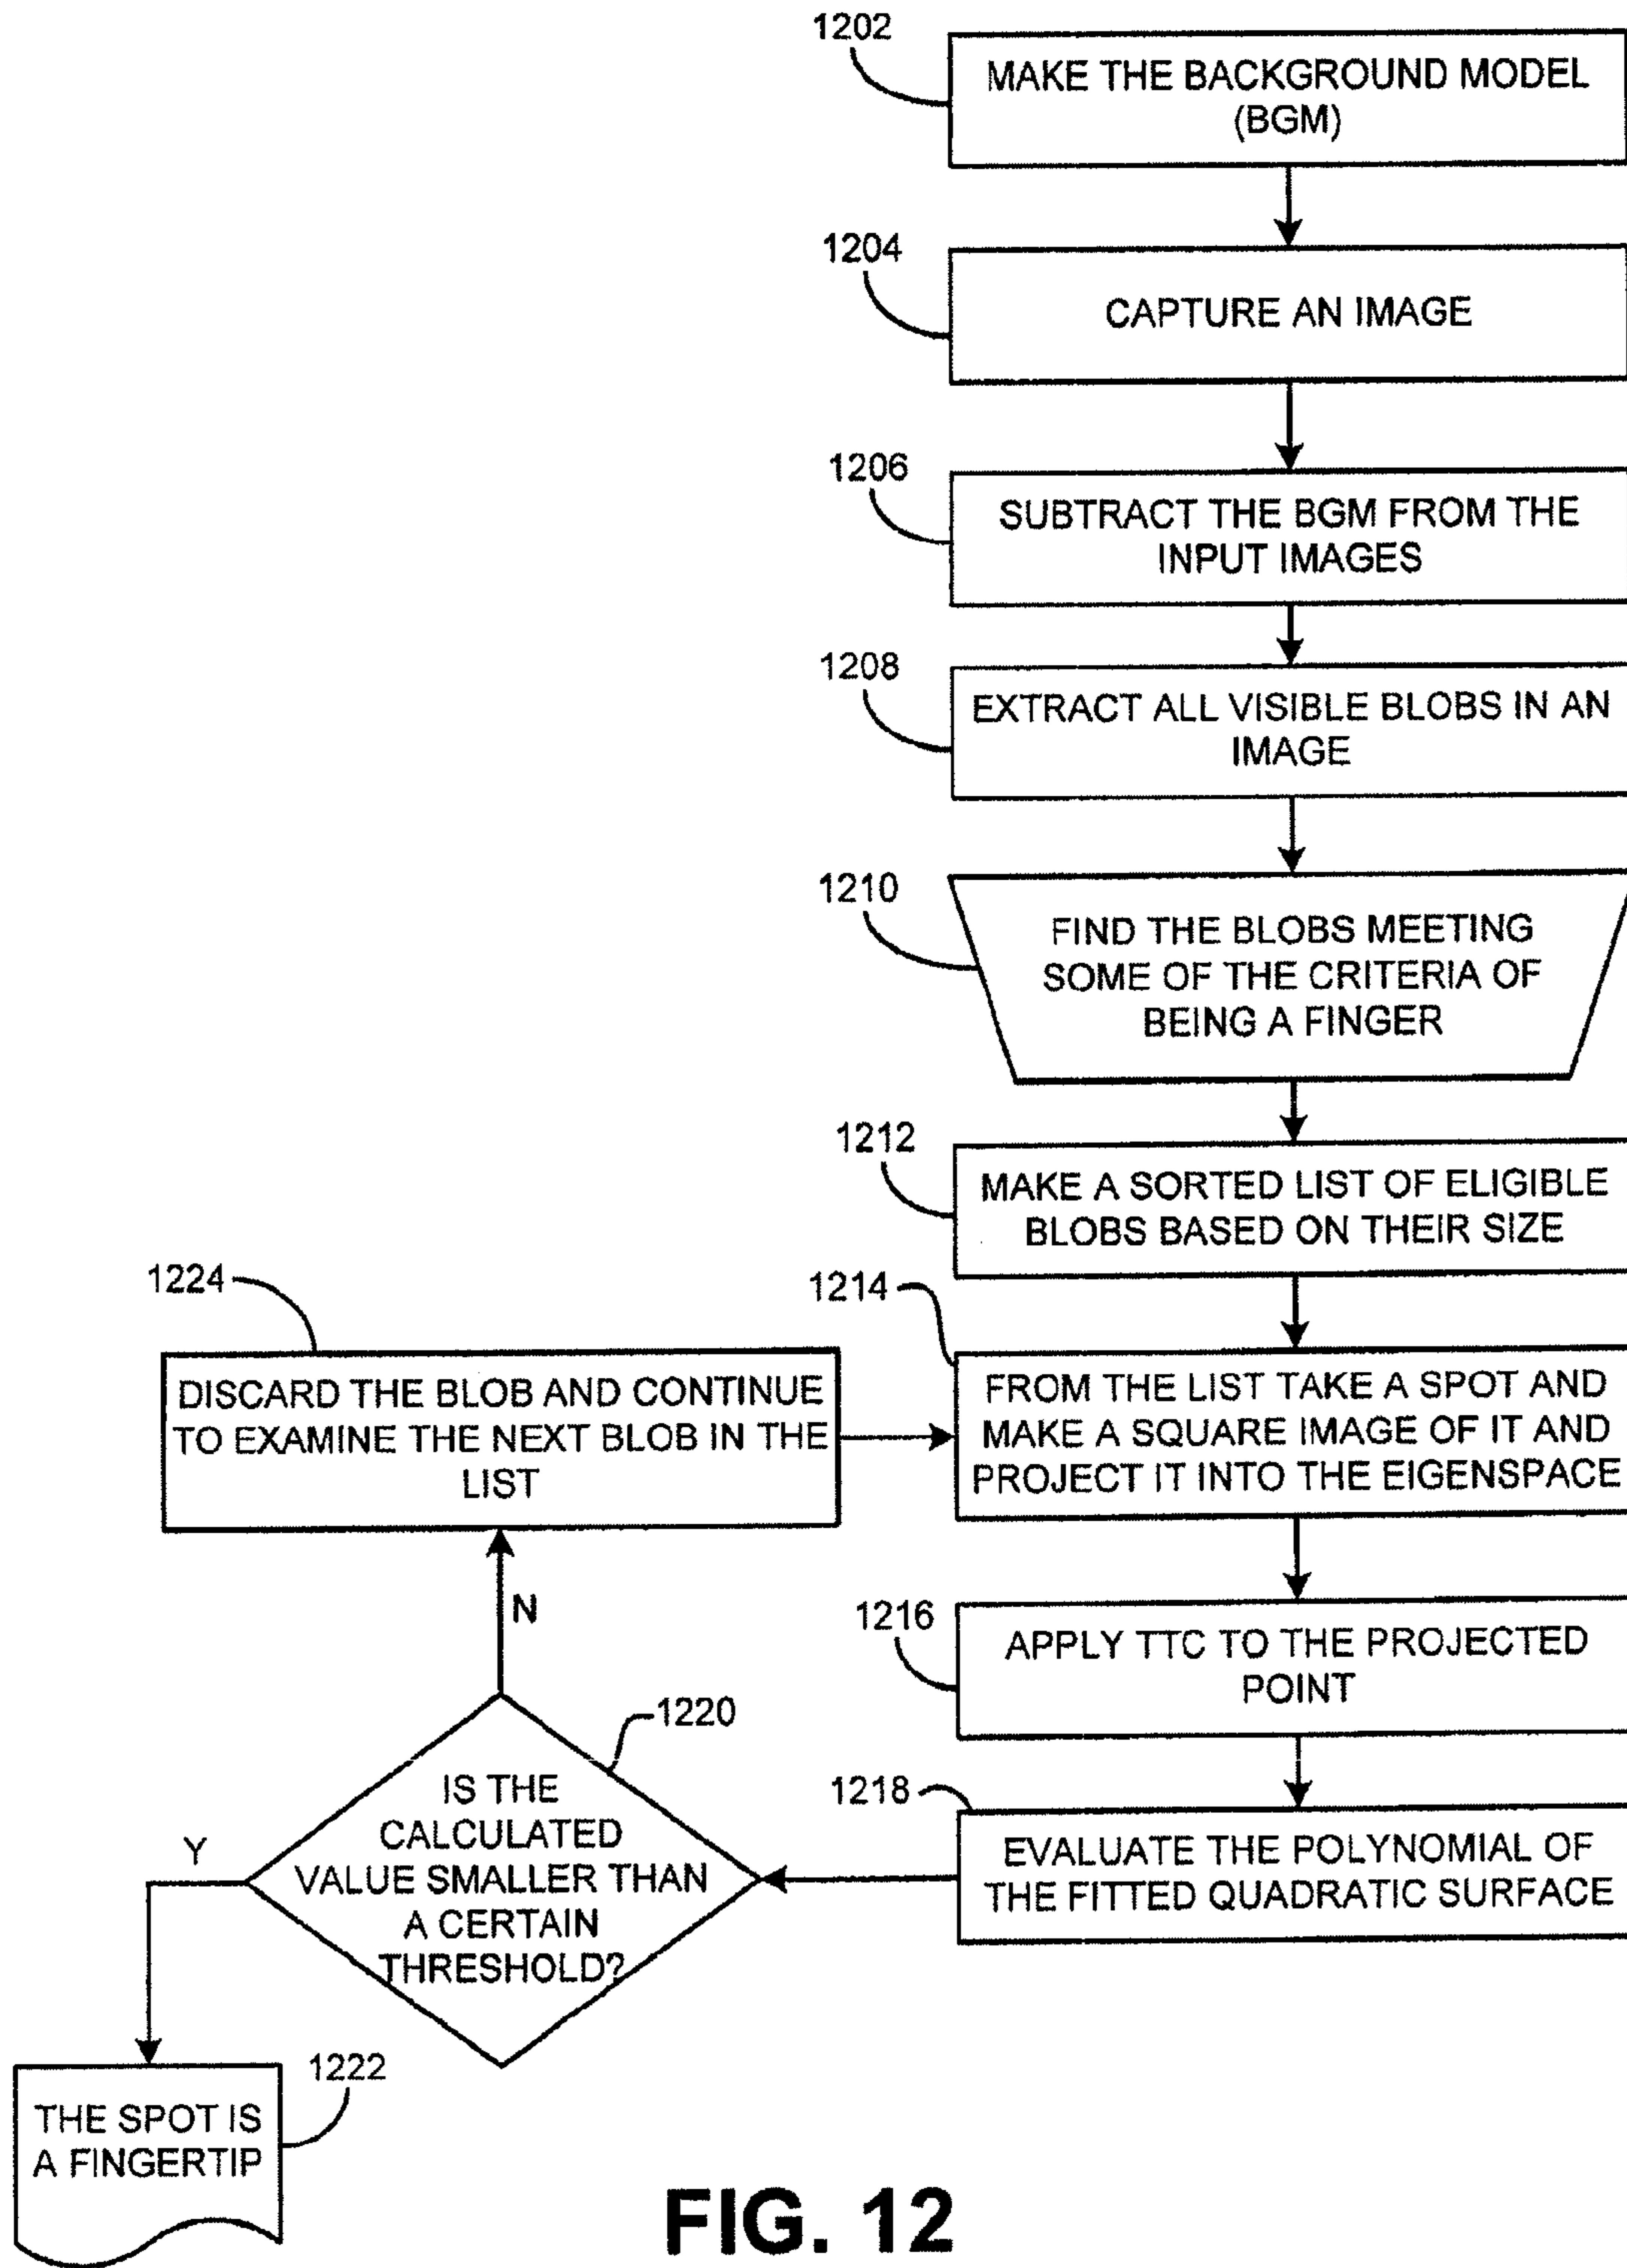 1202
MAKE THE BACKGROUND MODEL
(BGM)
1204
CAPTURE AN IMAGE
1206
SUBTRACT THE BGM FROM THE
INPUT IMAGES
1208
EXTRACT ALL VISIBLE BLOBS IN AN
IMAGE
1210
FIND THE BLOBS MEETING
SOME OF THE CRITERIA OF
BEING A FINGER
1212
MAKE A SORTED LIST OF ELIGIBLE
BLOBS BASED ON THEIR SIZE
1214
FROM THE LIST TAKE A SPOT AND
MAKE A SQUARE IMAGE OF IT AND
PROJECT IT INTO THE EIGENSPACE
1216
APPLY TTC TO THE PROJECTED
POINT
1218
EVALUATE THE POLYNOMIAL OF
THE FITTED QUADRATIC SURFACE
1220
IS THE
CALCULATED
VALUE SMALLER THAN
A CERTAIN
THRESHOLD?
N
1224
DISCARD THE BLOB AND CONTINUE
TO EXAMINE THE NEXT BLOB IN THE
LIST
Y
1222
THE SPOT IS
A FINGERTIP
FIG. 12